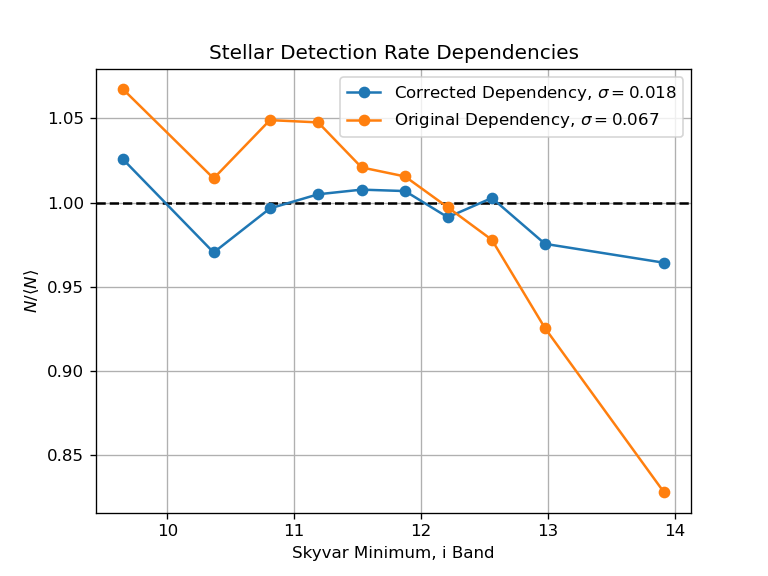 Stellar Detection Rate Dependencies
Corrected Dependency, σ = 0.018
Original Dependency, σ = 0.067
1.05
1.00
0.95
0.90
0.85
N/⟨N⟩
10 11 12 13 14
Skyvar Minimum, i Band